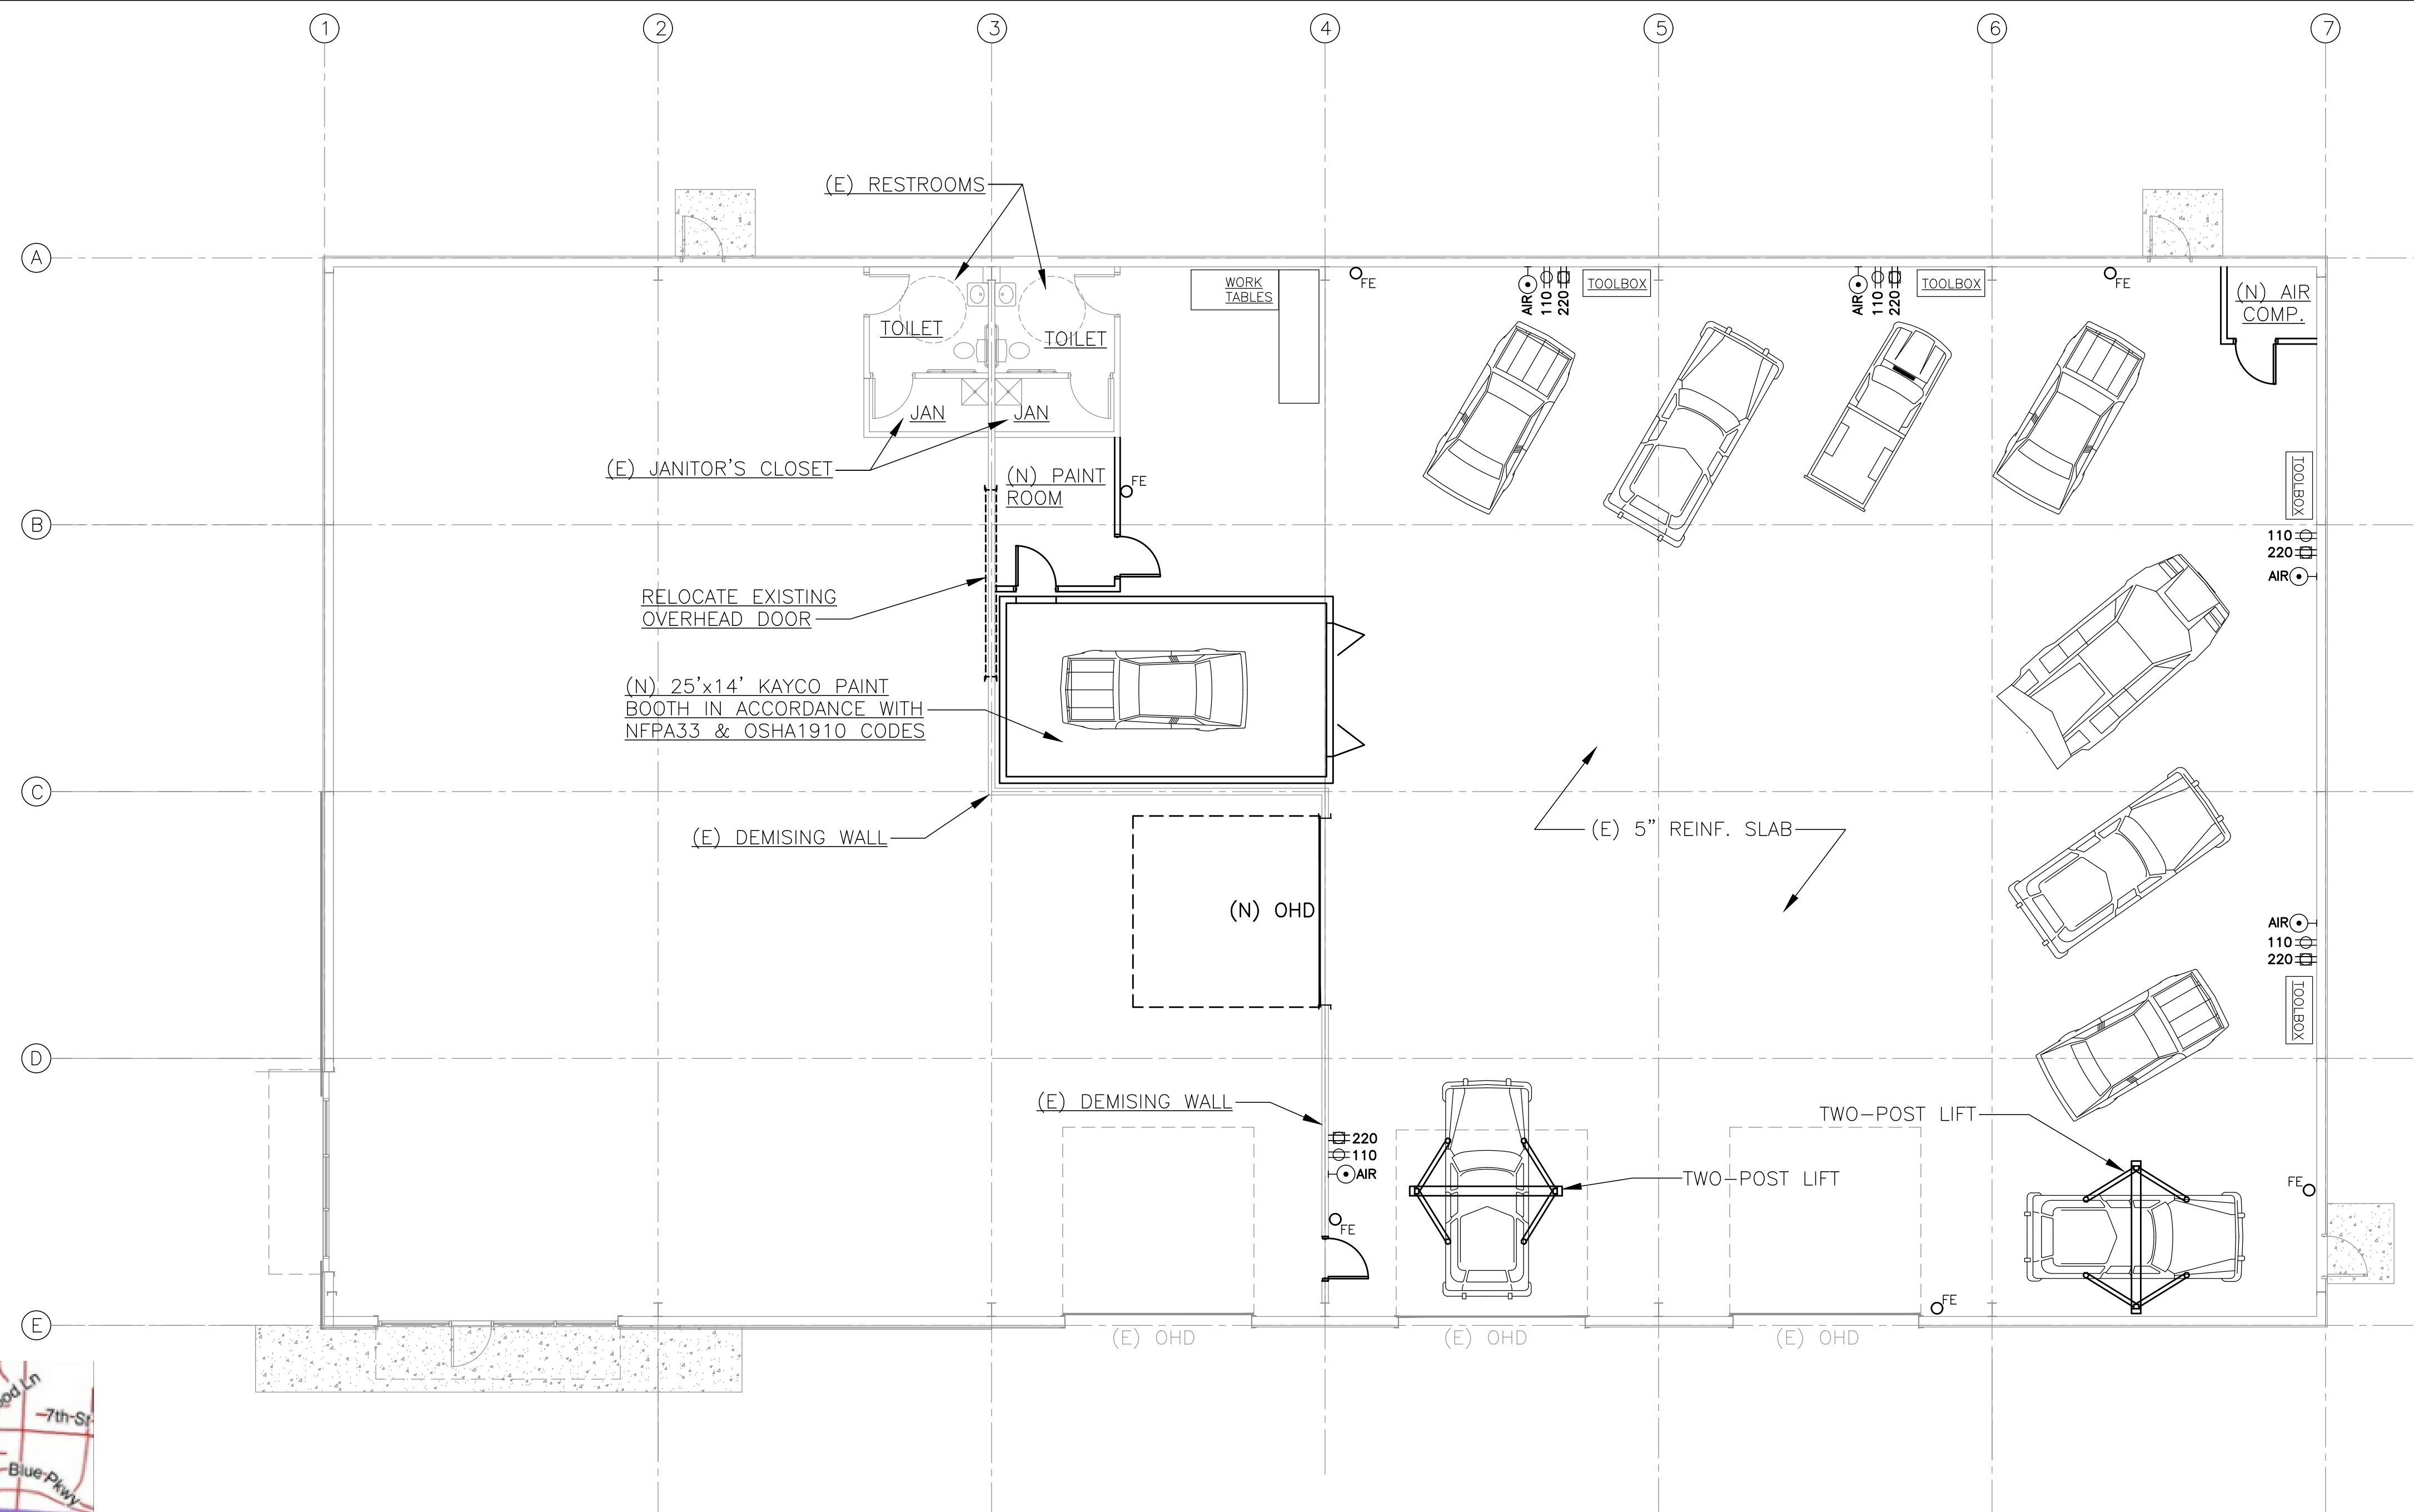 1 2 3 4 5 6 7
(E) RESTROOMS
A
WORK
TABLES
FE
AIR
110
220
TOOLBOX
AIR
110
220
TOOLBOX
FE
(N) AIR
COMP.
TOILET
TOILET
JAN
JAN
(E) JANITOR'S CLOSET
(N) PAINT
ROOM
FE
TOOLBOX
B
110
220
AIR
RELOCATE EXISTING
OVERHEAD DOOR
(N) 25'x14' KAYCO PAINT
BOOTH IN ACCORDANCE WITH
NFPA33 & OSHA1910 CODES
C
(E) DEMISING WALL
(E) 5" REINF. SLAB
(N) OHD
AIR
110
220
TOOLBOX
D
(E) DEMISING WALL
TWO-POST LIFT
220
110
AIR
TWO-POST LIFT
FE
FE
FE
E
(E) OHD
(E) OHD
(E) OHD
ood Ln
7th-St
Blue-Pkwy